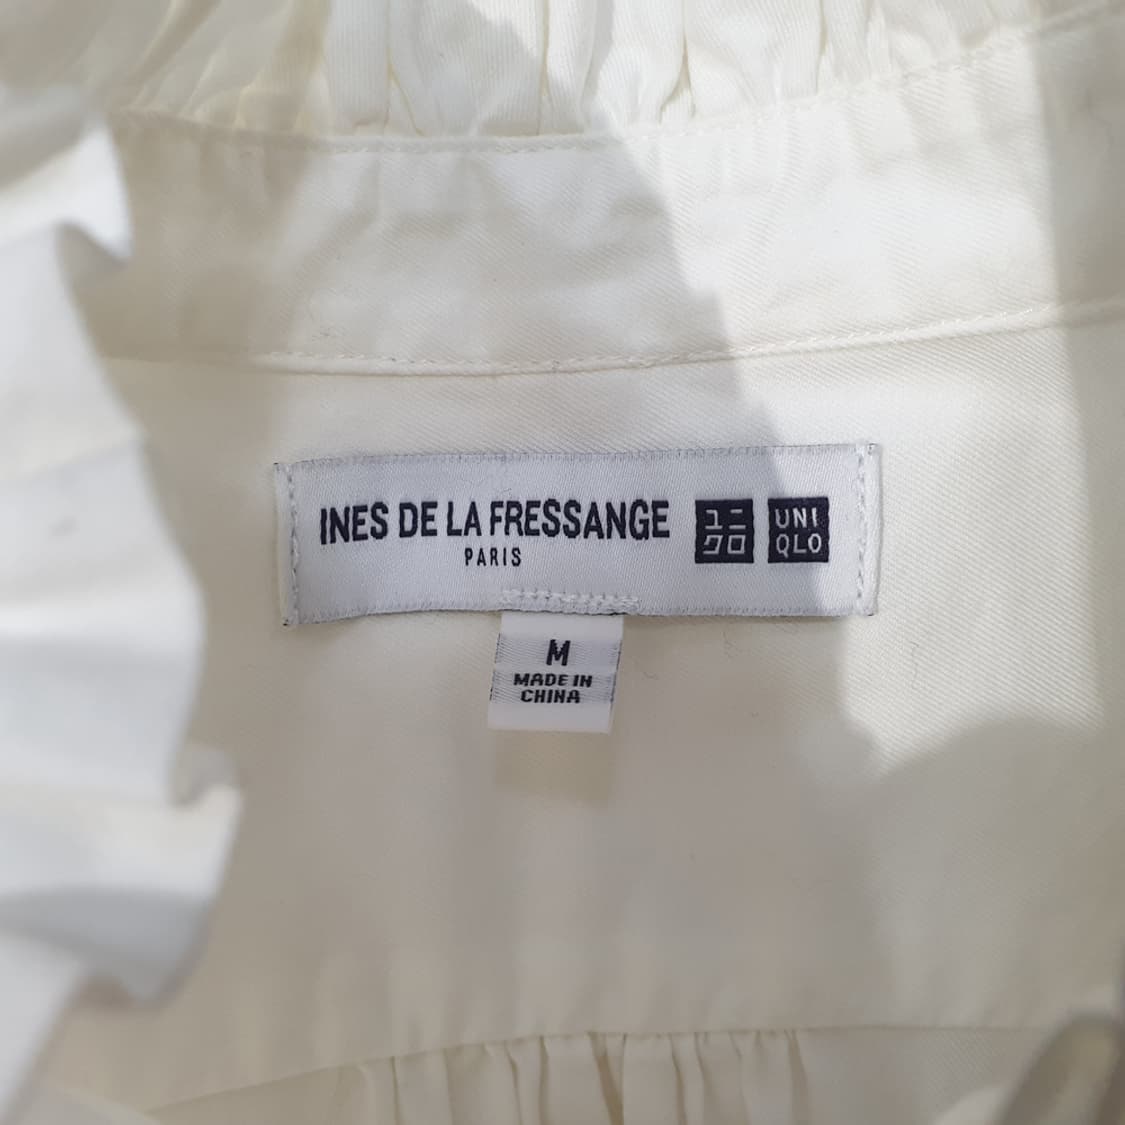 INES DE LA FRESSANGE
PARIS
ユニ
クロ
UNI
QLO
M
MADE IN
CHINA